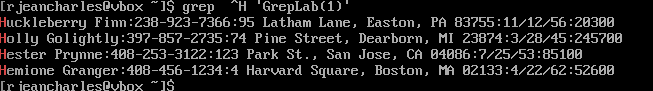 [rjeancharles@vbox ~]$ grep  ^H 'GrepLab(1)'
Huckleberry Finn:238-923-7366:95 Latham Lane, Easton, PA 83755:11/12/56:20300
Holly Golightly:397-857-2735:74 Pine Street, Dearborn, MI 23874:3/28/45:245700
Hester Prynne:408-253-3122:123 Park St., San Jose, CA 04086:7/25/53:85100
Hemione Granger:408-456-1234:4 Harvard Square, Boston, MA 02133:4/22/62:52600
[rjeancharles@vbox ~]$